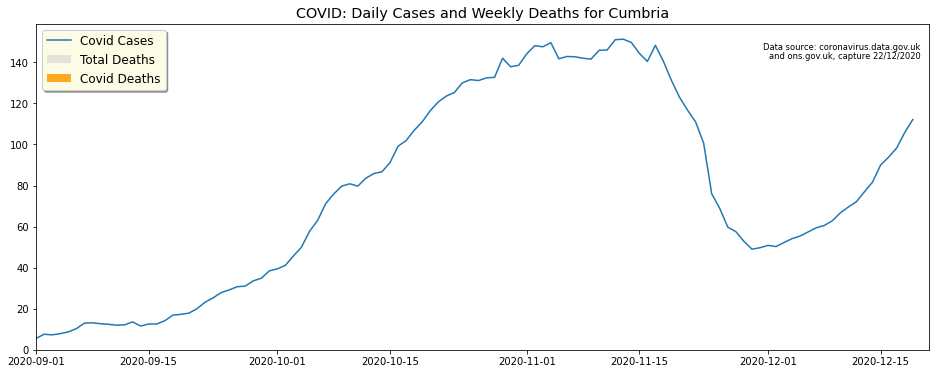 COVID: Daily Cases and Weekly Deaths for Cumbria
Covid Cases
Total Deaths
Covid Deaths
Data source: coronavirus.data.gov.uk
and ons.gov.uk, capture 22/12/2020
140
120
100
80
60
40
20
0
2020-09-01 2020-09-15 2020-10-01 2020-10-15 2020-11-01 2020-11-15 2020-12-01 2020-12-15